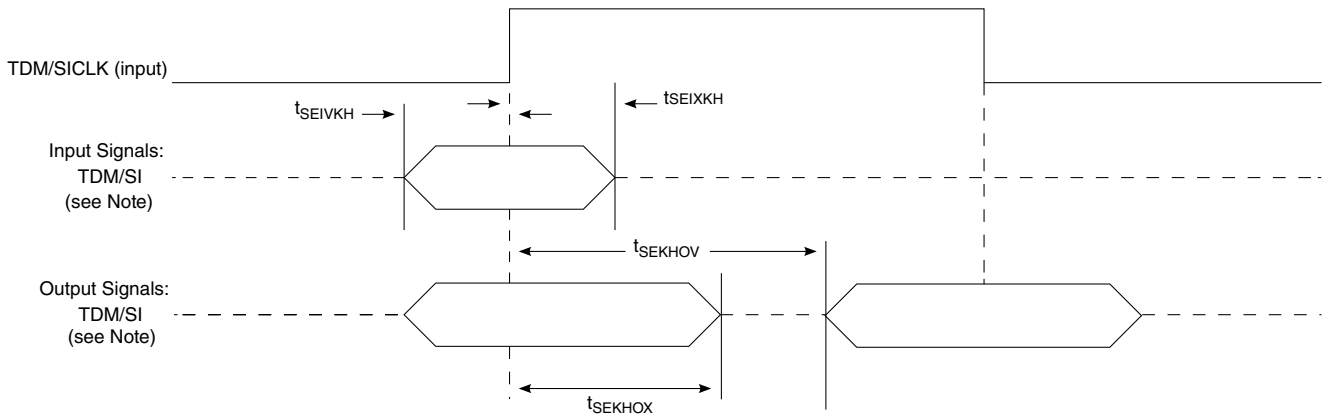 TDM/SICLK (input)
tSEIVKH
tSEIXKH
Input Signals:
TDM/SI
(see Note)
tSEKHOV
Output Signals:
TDM/SI
(see Note)
tSEKHOX